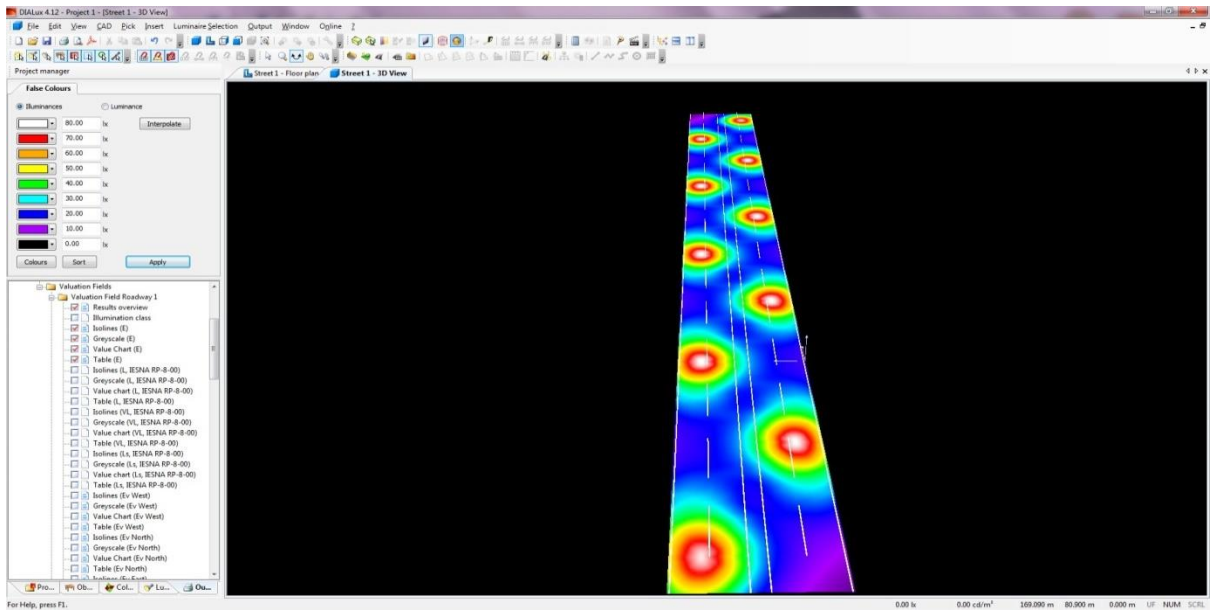 DIALux 4.12 - Project 1 - [Street 1 - 3D View]
File Edit View CAD Pick Insert Luminaire Selection Output Window Online ?
Project manager
Street 1 - Floor plan Street 1 - 3D View
False Colours
Illuminances Luminance
80.00 lx Interpolate
70.00 lx
60.00 lx
50.00 lx
40.00 lx
30.00 lx
20.00 lx
10.00 lx
0.00 lx
Colours Sort Apply
Valuation Fields
Valuation Field Roadway 1
Results overview
Illumination class
Isolines (E)
Greyscale (E)
Value Chart (E)
Table (E)
Isolines (L, IESNA RP-8-00)
Greyscale (L, IESNA RP-8-00)
Value chart (L, IESNA RP-8-00)
Table (L, IESNA RP-8-00)
Isolines (VL, IESNA RP-8-00)
Greyscale (VL, IESNA RP-8-00)
Value chart (VL, IESNA RP-8-00)
Table (VL, IESNA RP-8-00)
Isolines (Ls, IESNA RP-8-00)
Greyscale (Ls, IESNA RP-8-00)
Value chart (Ls, IESNA RP-8-00)
Table (Ls, IESNA RP-8-00)
Isolines (Ev West)
Greyscale (Ev West)
Value Chart (Ev West)
Table (Ev West)
Isolines (Ev North)
Greyscale (Ev North)
Value Chart (Ev North)
Table (Ev North)
Pro... Ob... Col... Lu... Ou...
For Help, press F1. 0.00 lx 0.00 cd/m² 169.090 m 80.900 m 0.000 m UF NUM SCRL